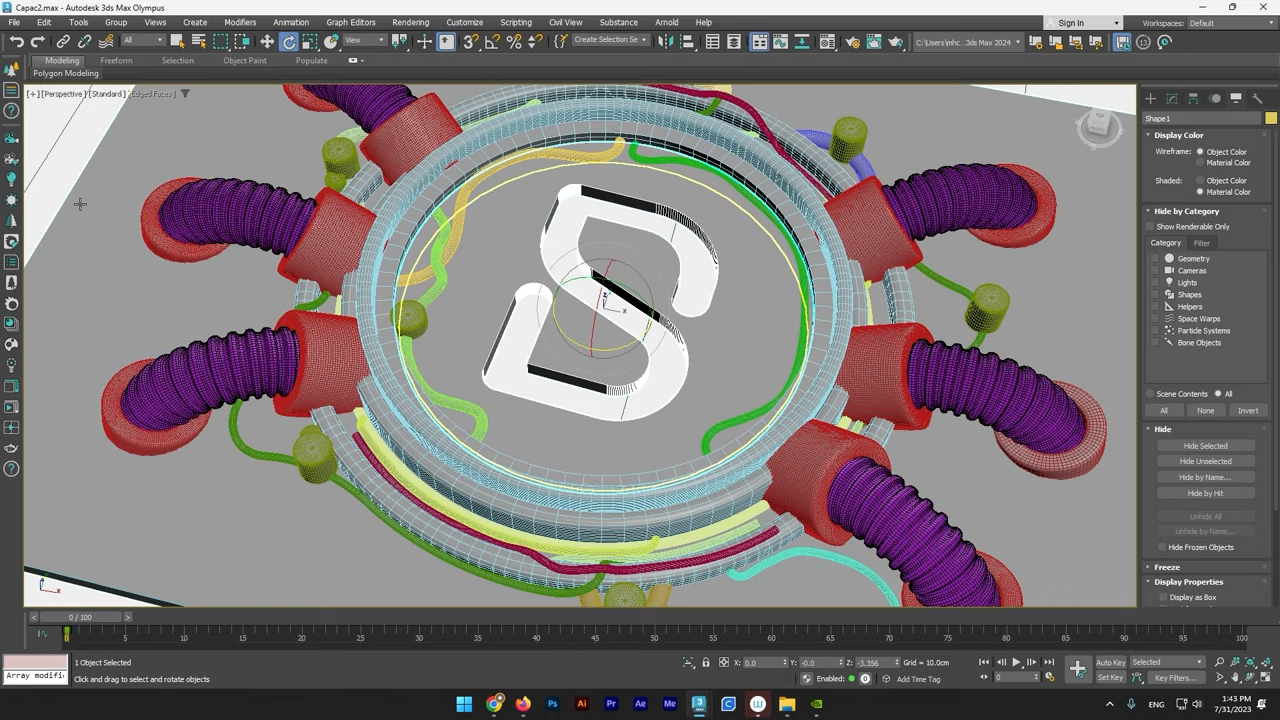 Capac2.max - Autodesk 3ds Max Olympus
File Edit Tools Group Views Create Modifiers Animation Graph Editors Rendering Customize Scripting Civil View Substance Arnold Help
Sign In Workspaces: Default
All View Create Selection Se C:\Users\mhc...3ds Max 2024
Modeling Freeform Selection Object Paint Populate
Polygon Modeling
[+] [Perspective] [Standard] [Edged Faces]
Shape1
Display Color
Wireframe: Object Color
Material Color
Shaded: Object Color
Material Color
Hide by Category
Show Renderable Only
Category Filter
Geometry
Cameras
Lights
Shapes
Helpers
Space Warps
Particle Systems
Bone Objects
Scene Contents All
All None Invert
Hide
Hide Selected
Hide Unselected
Hide by Name...
Hide by Hit
Unhide All
Unhide by Name...
Hide Frozen Objects
Freeze
Display Properties
Display as Box
x
0 / 100
0 5 10 15 20 25 30 35 40 45 50 55 60 65 70 75 80 85 90 95 100
1 Object Selected X: 0.0 Y: -0.0 Z: -3.356 Grid = 10.0cm Auto Key Selected
Array modifi Click and drag to select and rotate objects Enabled: Add Time Tag 0 Set Key Key Filters...
ENG 1:43 PM
7/31/2023